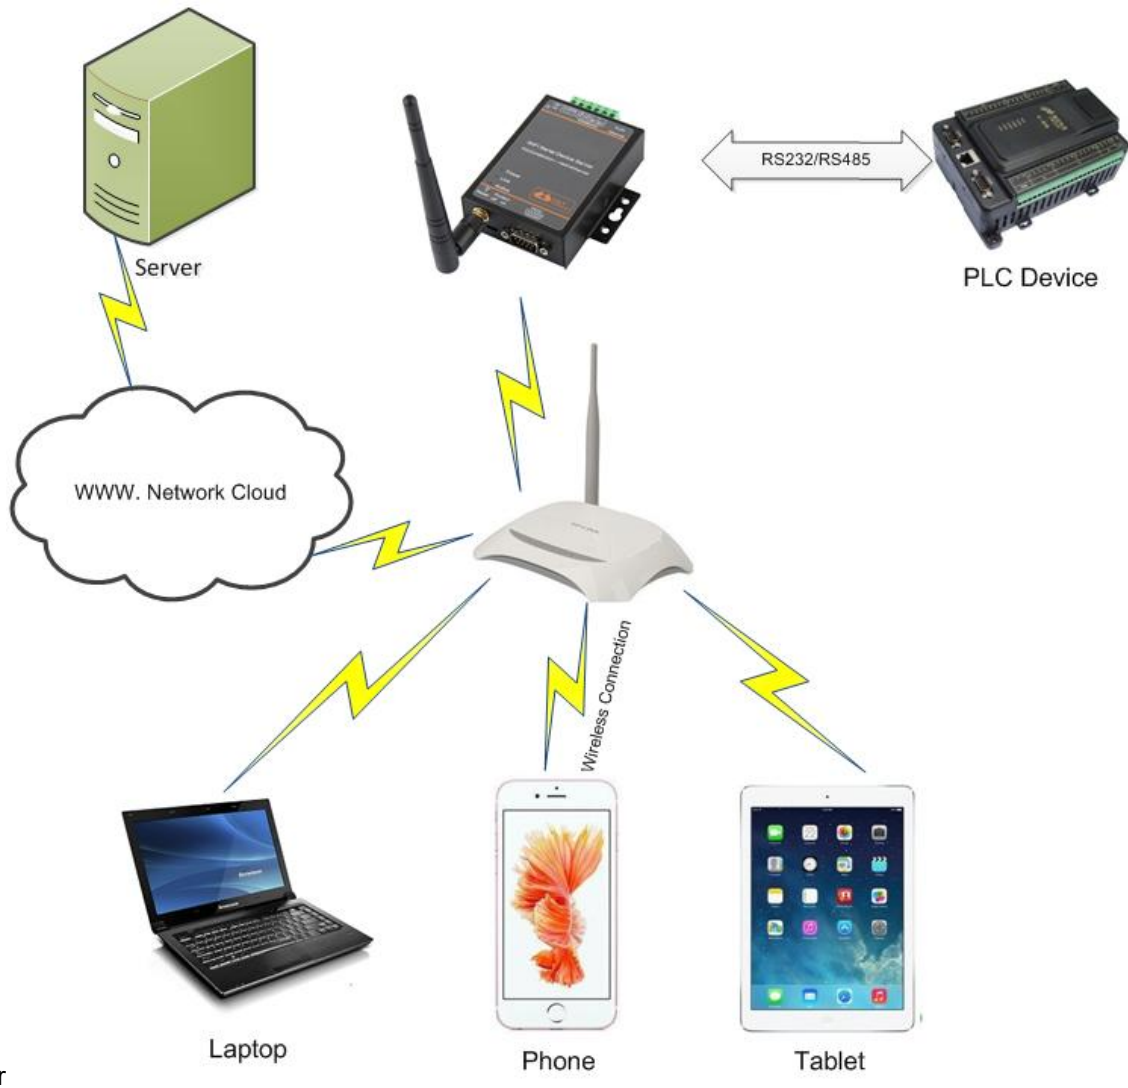 Server
RS232/RS485
PLC Device
WWW. Network Cloud
Wireless Connection
Laptop
Phone
Tablet
r